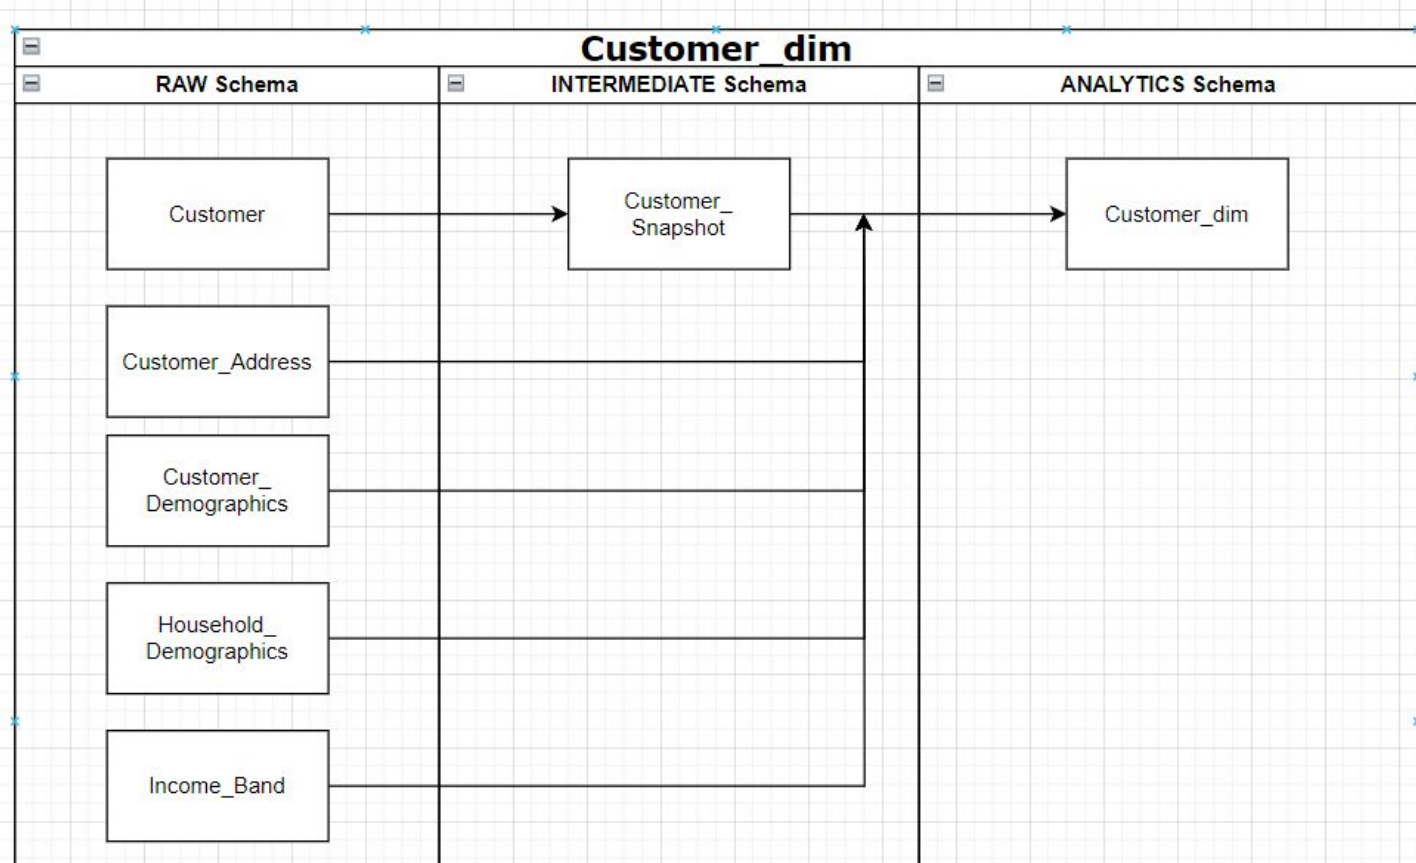 Customer_dim
RAW Schema
INTERMEDIATE Schema
ANALYTICS Schema
Customer
Customer_
Snapshot
Customer_dim
Customer_Address
Customer_
Demographics
Household_
Demographics
Income_Band